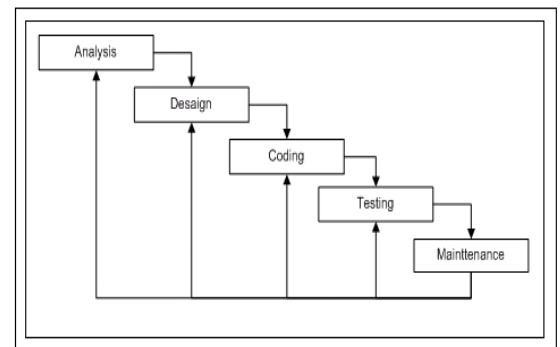 Analysis
Desaign
Coding
Testing
Mainttenance